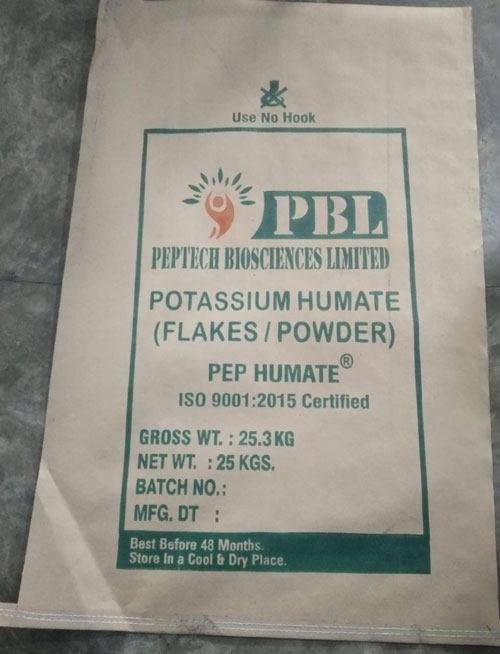 Use No Hook
PBL
PEPTECH BIOSCIENCES LIMITED
POTASSIUM HUMATE
(FLAKES / POWDER)
PEP HUMATE®
ISO 9001:2015 Certified
GROSS WT. : 25.3 KG
NET WT. : 25 KGS.
BATCH NO.:
MFG. DT :
Best Before 48 Months.
Store In a Cool & Dry Place.